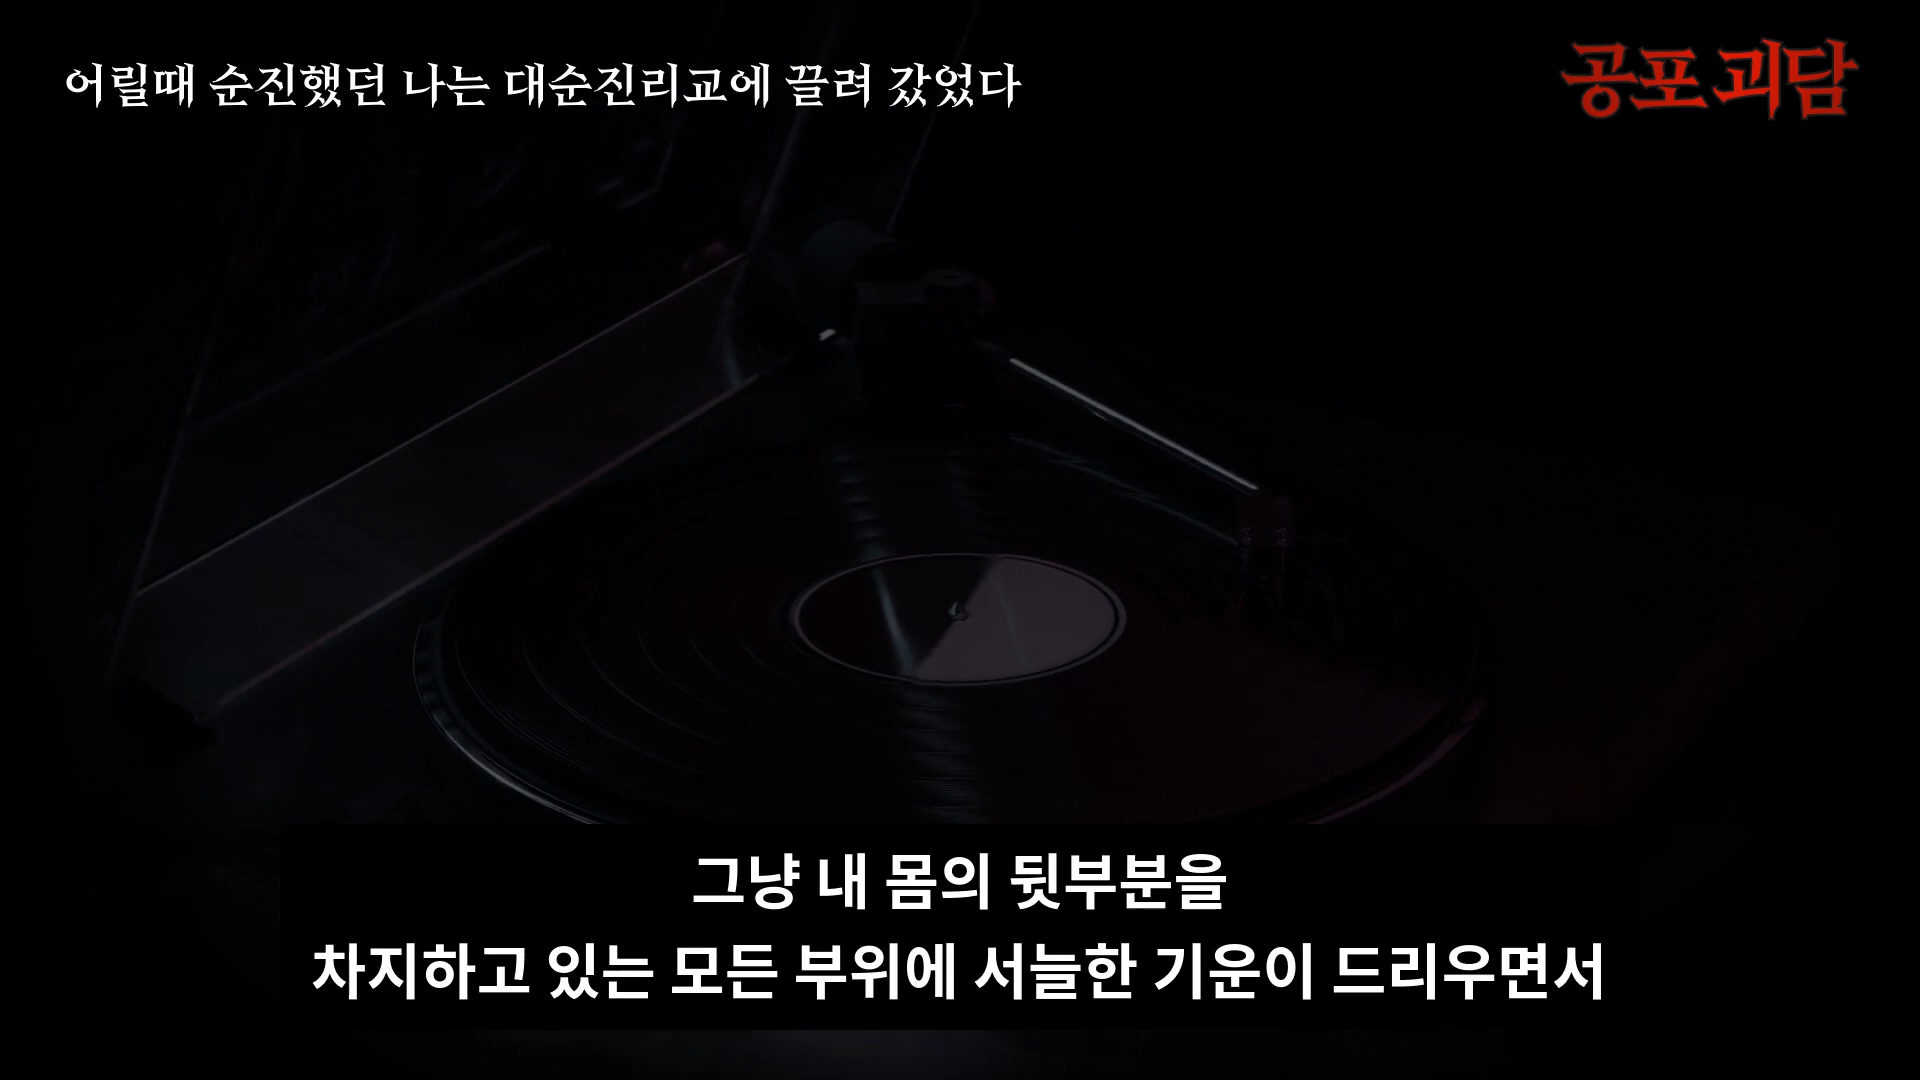 어릴때 순진했던 나는 대순진리교에 끌려 갔었다
공포 괴담
그냥 내 몸의 뒷부분을
차지하고 있는 모든 부위에 서늘한 기운이 드리우면서